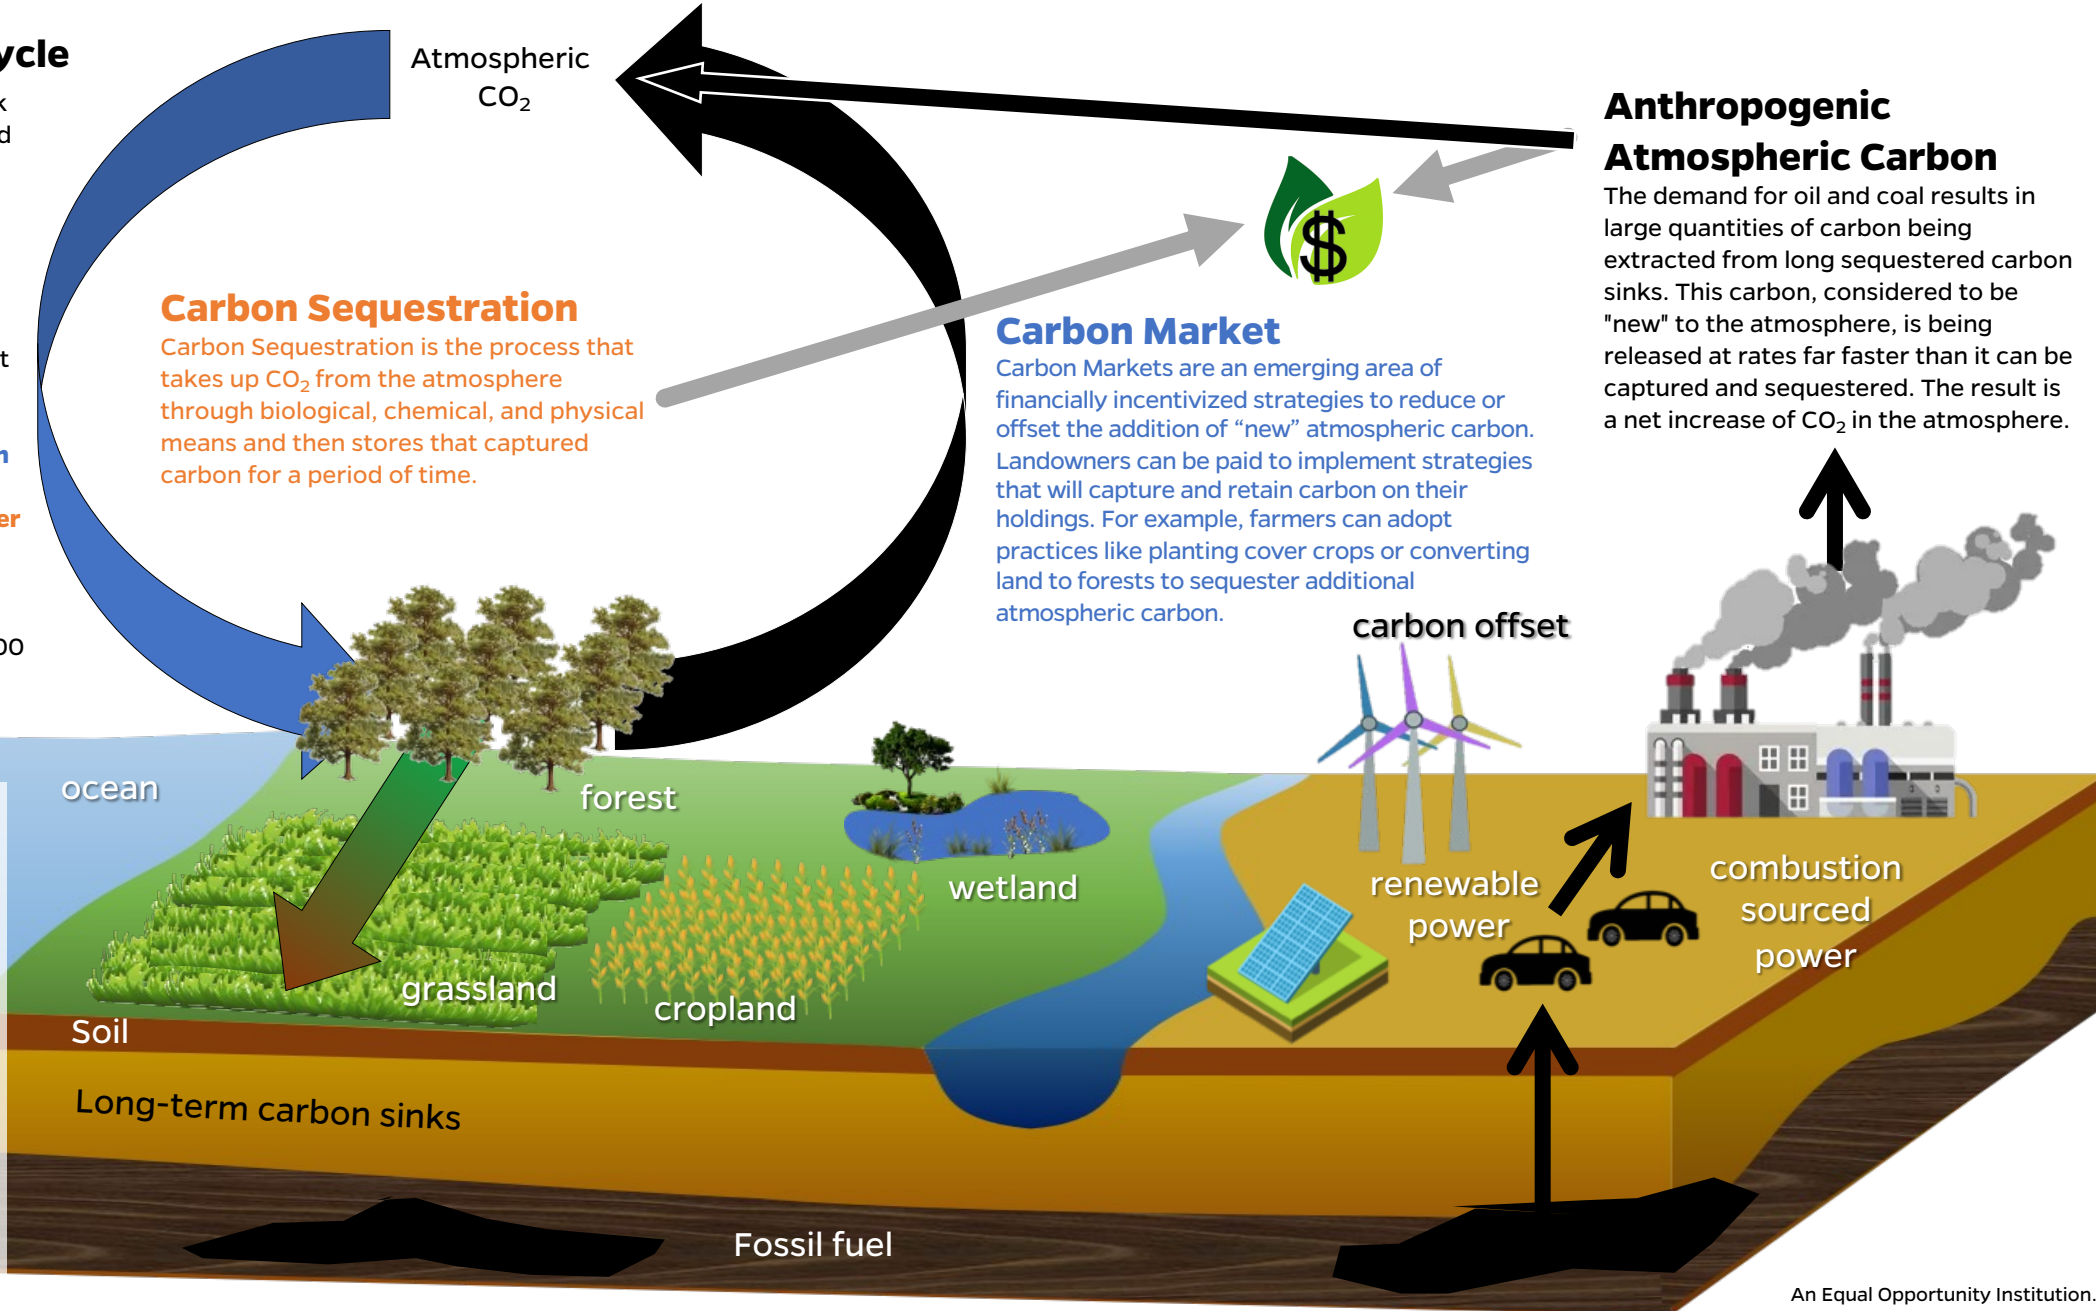 Atmospheric
CO₂
Anthropogenic
Atmospheric Carbon
The demand for oil and coal results in
large quantities of carbon being
extracted from long sequestered carbon
sinks. This carbon, considered to be
"new" to the atmosphere, is being
released at rates far faster than it can be
captured and sequestered. The result is
a net increase of CO₂ in the atmosphere.
Carbon Sequestration
Carbon Sequestration is the process that
takes up CO₂ from the atmosphere
through biological, chemical, and physical
means and then stores that captured
carbon for a period of time.
$
Carbon Market
Carbon Markets are an emerging area of
financially incentivized strategies to reduce or
offset the addition of “new” atmospheric carbon.
Landowners can be paid to implement strategies
that will capture and retain carbon on their
holdings. For example, farmers can adopt
practices like planting cover crops or converting
land to forests to sequester additional
atmospheric carbon.
carbon offset
ocean
forest
wetland
renewable
power
combustion
sourced
power
grassland
cropland
Soil
Long-term carbon sinks
Fossil fuel
An Equal Opportunity Institution.